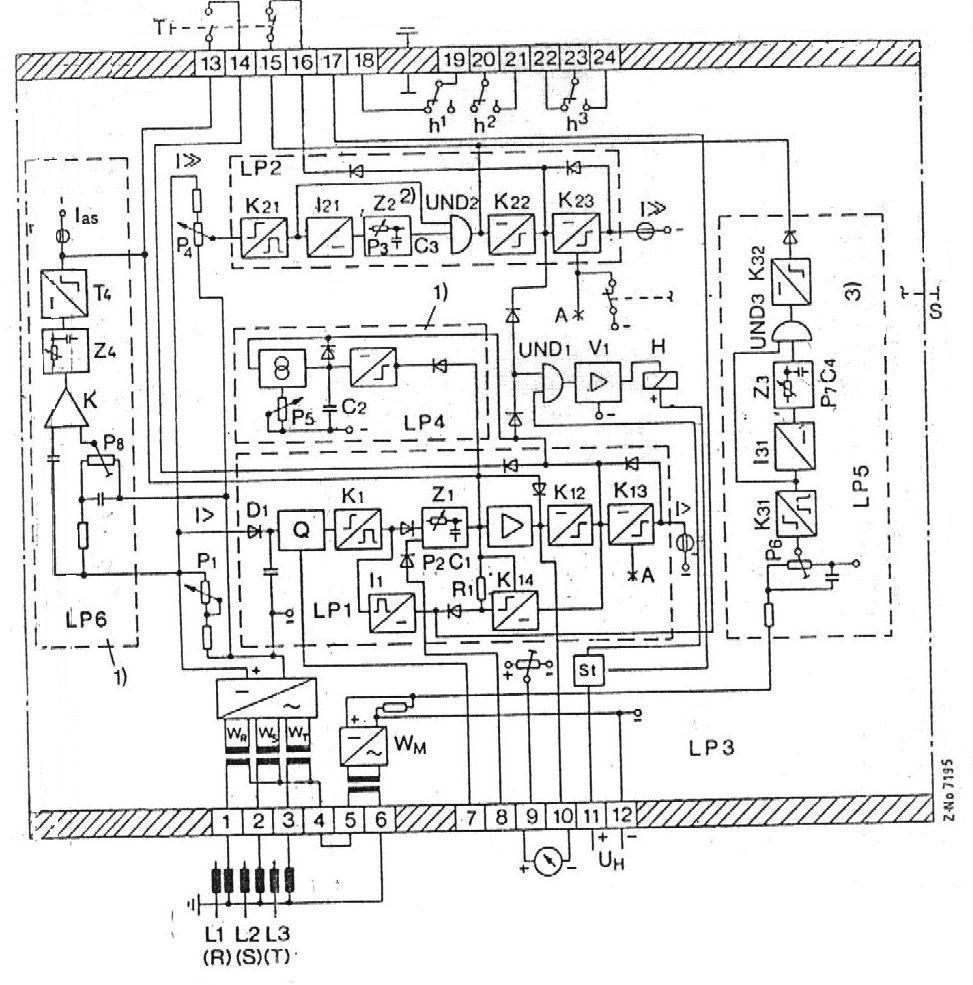 T
13 14 15 16 17 18 19 20 21 22 23 24
h1 h2 h3
I≫ LP2
K21 I21 Z2 2) UND2 K22 K23 I≫
P4 P3 C3 -
Ias
T4
Z4
K
P8
A -
1)
UND1 V1 H
- +
P5 C2 -
LP4
K32
UND3
3)
S
Z3 P7 C4
I31
K31
LP5
P6
I> D1 K1 Z1 K12 K13 I>
Q
P2 C1
P1 I1 R1 K14 A
LP1 -
LP6
1)
+ - ~
+ -
St
WR WS WT
+ - ~
WM
LP3
-
1 2 3 4 5 6 7 8 9 10 11 12
+ - + -
UH
L1 L2 L3
(R) (S) (T)
Z-No 7195